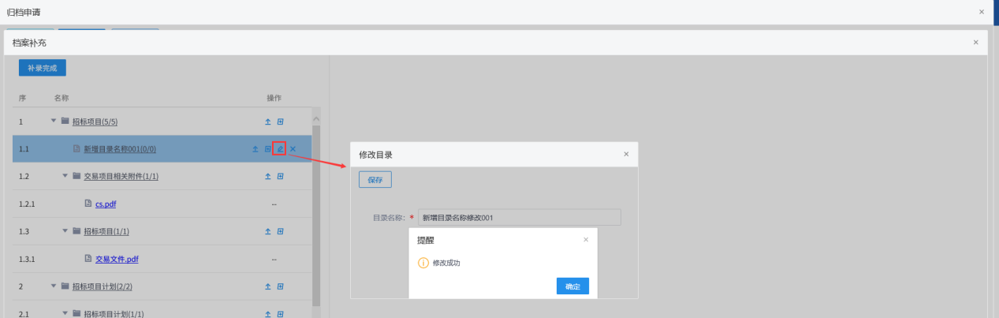 归档申请
档案补充
补录完成
序 名称 操作
1 招标项目(5/5)
1.1 新增目录名称001(0/0)
1.2 交易项目相关附件(1/1)
1.2.1 cs.pdf --
1.3 招标项目(1/1)
1.3.1 交易文件.pdf --
2 招标项目计划(2/2)
2.1 招标项目计划(1/1)
修改目录
保存
目录名称: * 新增目录名称修改001
提醒
修改成功
确定